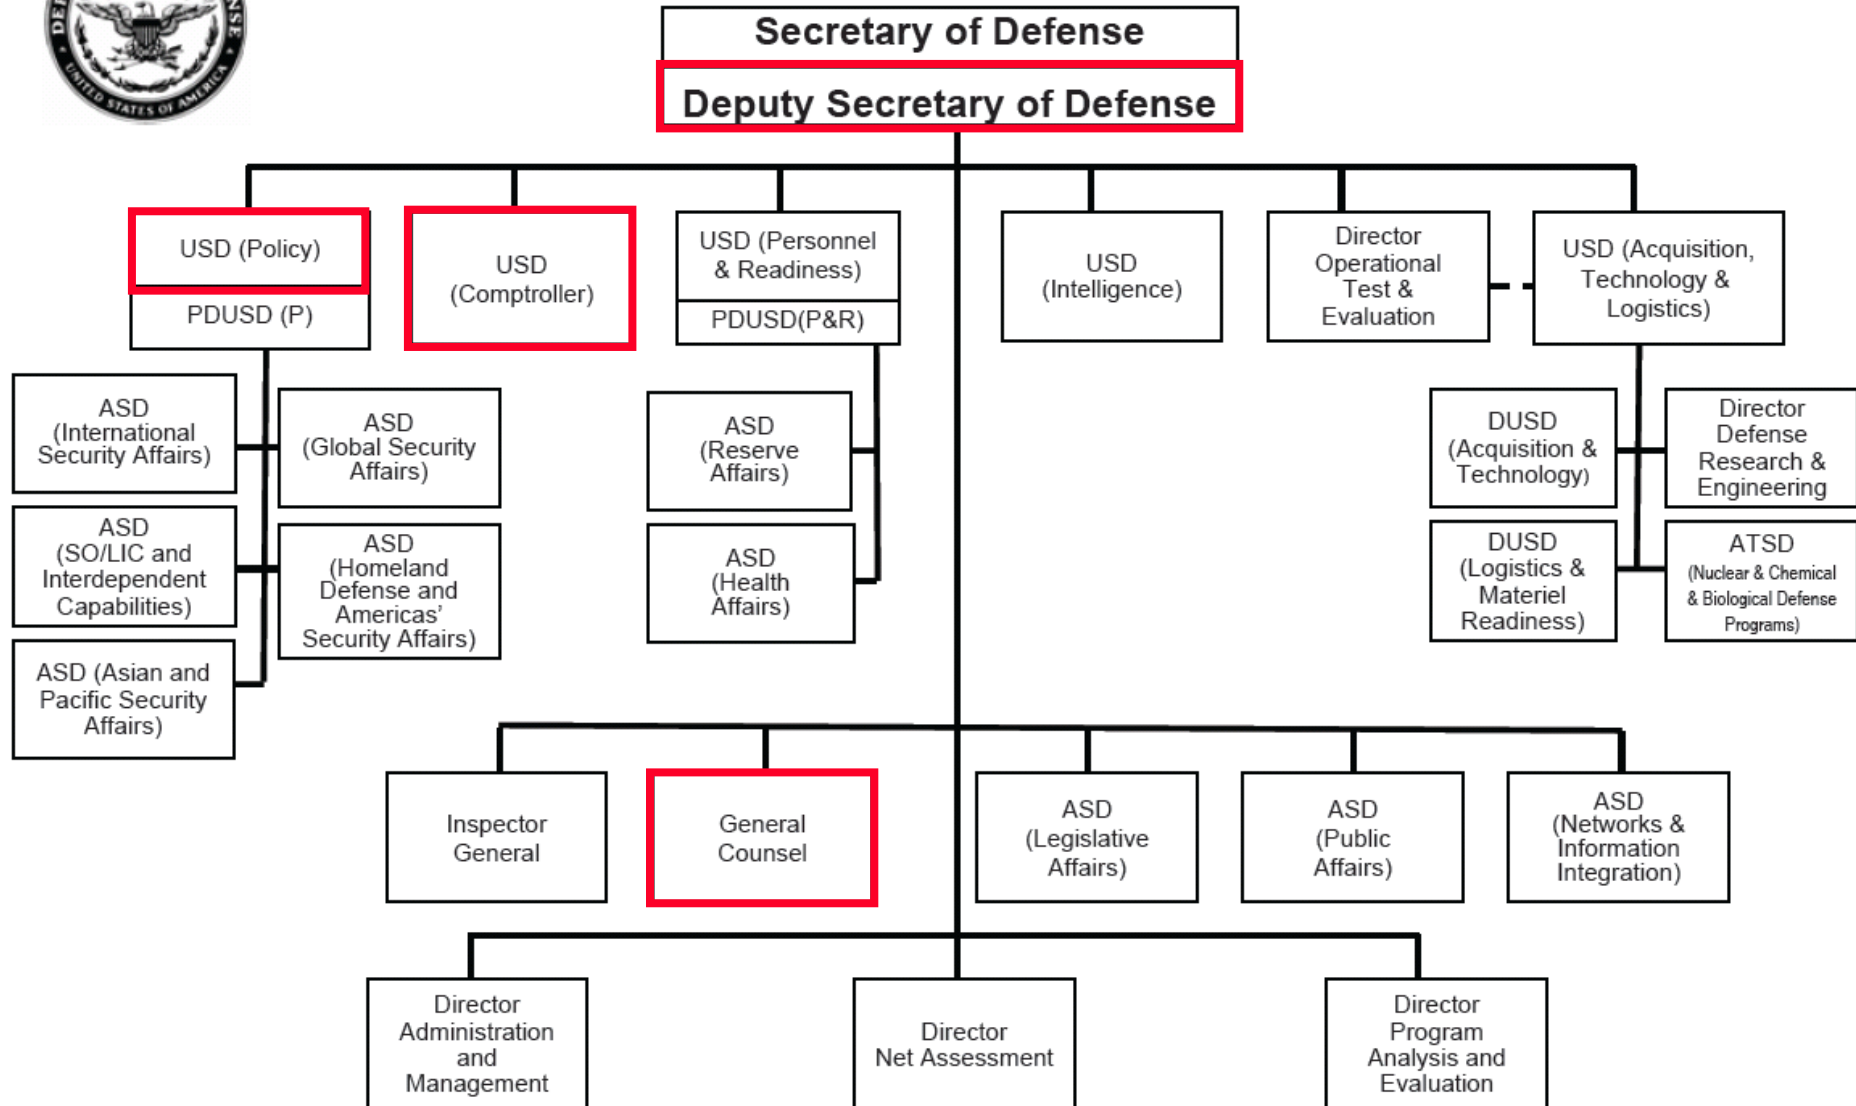 DEFENSE
UNITED STATES OF AMERICA
Secretary of Defense
Deputy Secretary of Defense
USD (Policy)
PDUSD (P)
USD
(Comptroller)
USD (Personnel
& Readiness)
PDUSD(P&R)
USD
(Intelligence)
Director
Operational
Test &
Evaluation
USD (Acquisition,
Technology &
Logistics)
ASD
(International
Security Affairs)
ASD
(Global Security
Affairs)
ASD
(SO/LIC and
Interdependent
Capabilities)
ASD
(Homeland
Defense and
Americas’
Security Affairs)
ASD (Asian and
Pacific Security
Affairs)
ASD
(Reserve
Affairs)
ASD
(Health
Affairs)
DUSD
(Acquisition &
Technology)
Director
Defense
Research &
Engineering
DUSD
(Logistics &
Materiel
Readiness)
ATSD
(Nuclear & Chemical
& Biological Defense
Programs)
Inspector
General
General
Counsel
ASD
(Legislative
Affairs)
ASD
(Public
Affairs)
ASD
(Networks &
Information
Integration)
Director
Administration
and
Management
Director
Net Assessment
Director
Program
Analysis and
Evaluation